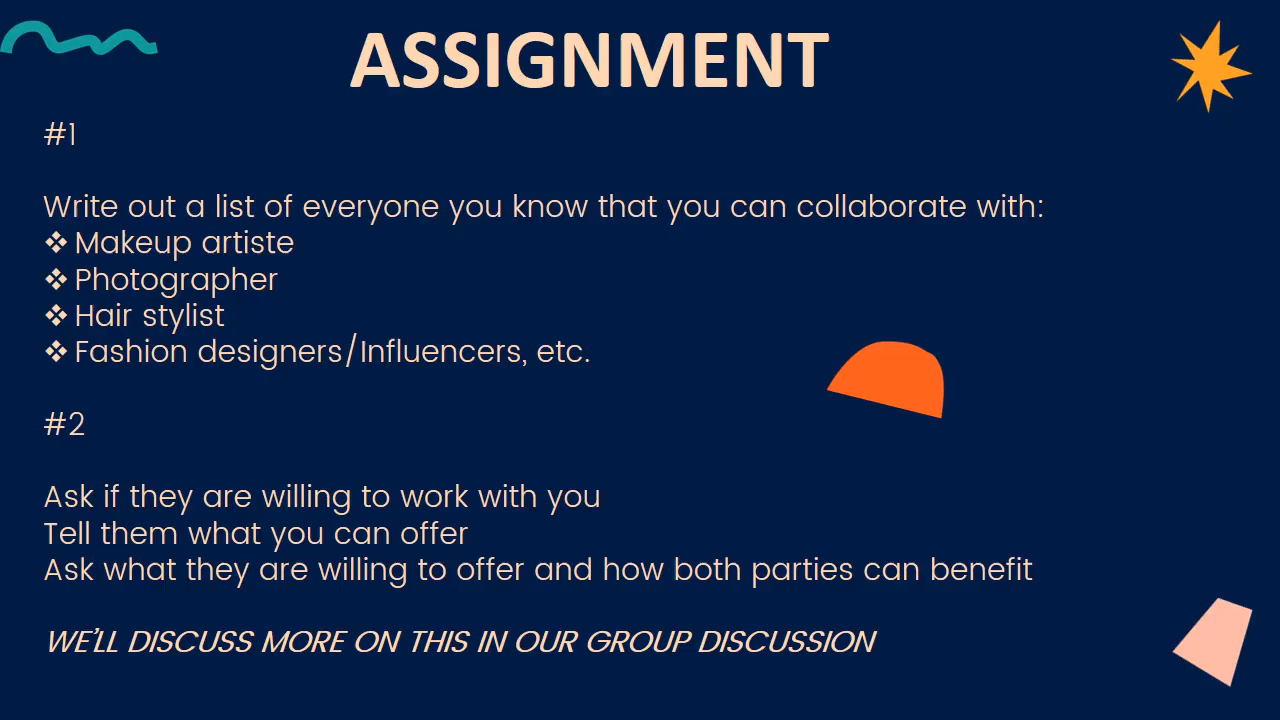 ASSIGNMENT
#1
Write out a list of everyone you know that you can collaborate with:
❖ Makeup artiste
❖ Photographer
❖ Hair stylist
❖ Fashion designers/Influencers, etc.
#2
Ask if they are willing to work with you
Tell them what you can offer
Ask what they are willing to offer and how both parties can benefit
WE'LL DISCUSS MORE ON THIS IN OUR GROUP DISCUSSION